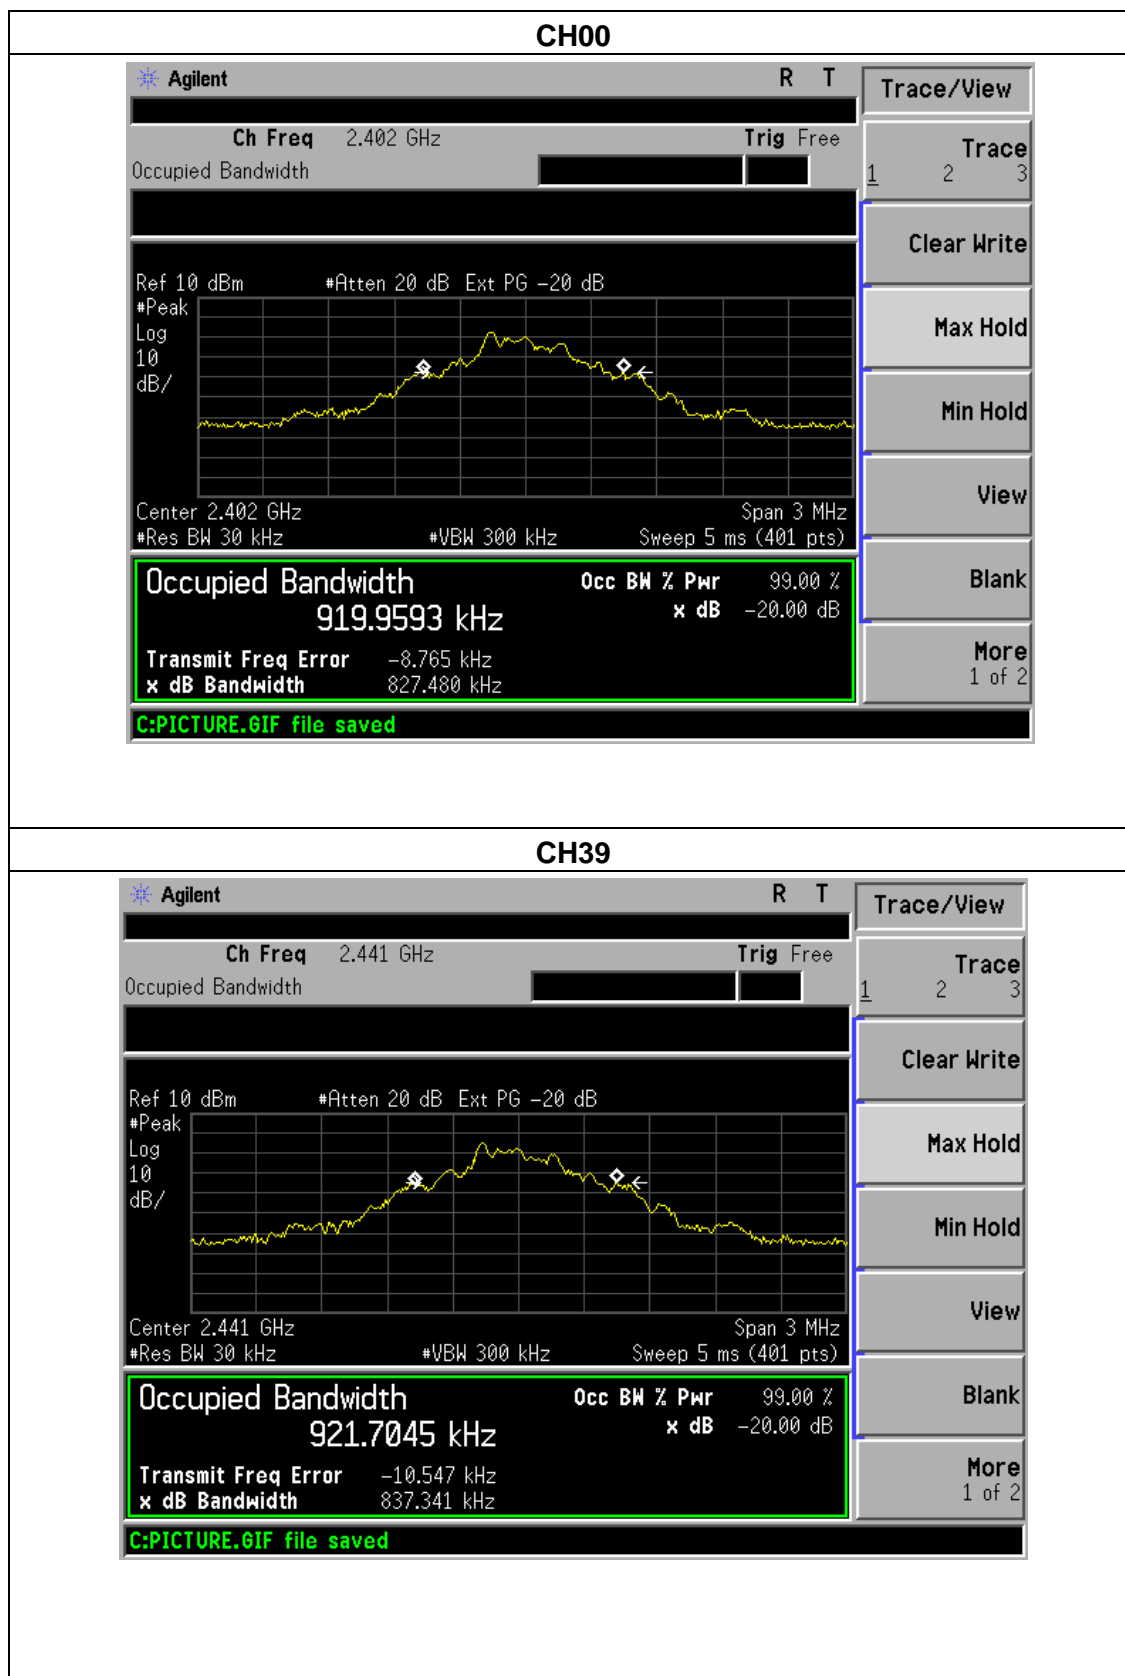 CH00
Agilent R T Trace/View
Ch Freq 2.402 GHz Trig Free
Occupied Bandwidth
Trace
1 2 3
Clear Write
Ref 10 dBm #Atten 20 dB Ext PG −20 dB
#Peak
Log
10
dB/
Max Hold
Min Hold
View
Center 2.402 GHz Span 3 MHz
#Res BW 30 kHz #VBW 300 kHz Sweep 5 ms (401 pts)
Occupied Bandwidth Occ BW % Pwr 99.00 %
919.9593 kHz x dB −20.00 dB
Blank
Transmit Freq Error −8.765 kHz
x dB Bandwidth 827.480 kHz
More
1 of 2
C:PICTURE.GIF file saved
CH39
Agilent R T Trace/View
Ch Freq 2.441 GHz Trig Free
Occupied Bandwidth
Trace
1 2 3
Clear Write
Ref 10 dBm #Atten 20 dB Ext PG −20 dB
#Peak
Log
10
dB/
Max Hold
Min Hold
View
Center 2.441 GHz Span 3 MHz
#Res BW 30 kHz #VBW 300 kHz Sweep 5 ms (401 pts)
Occupied Bandwidth Occ BW % Pwr 99.00 %
921.7045 kHz x dB −20.00 dB
Blank
Transmit Freq Error −10.547 kHz
x dB Bandwidth 837.341 kHz
More
1 of 2
C:PICTURE.GIF file saved